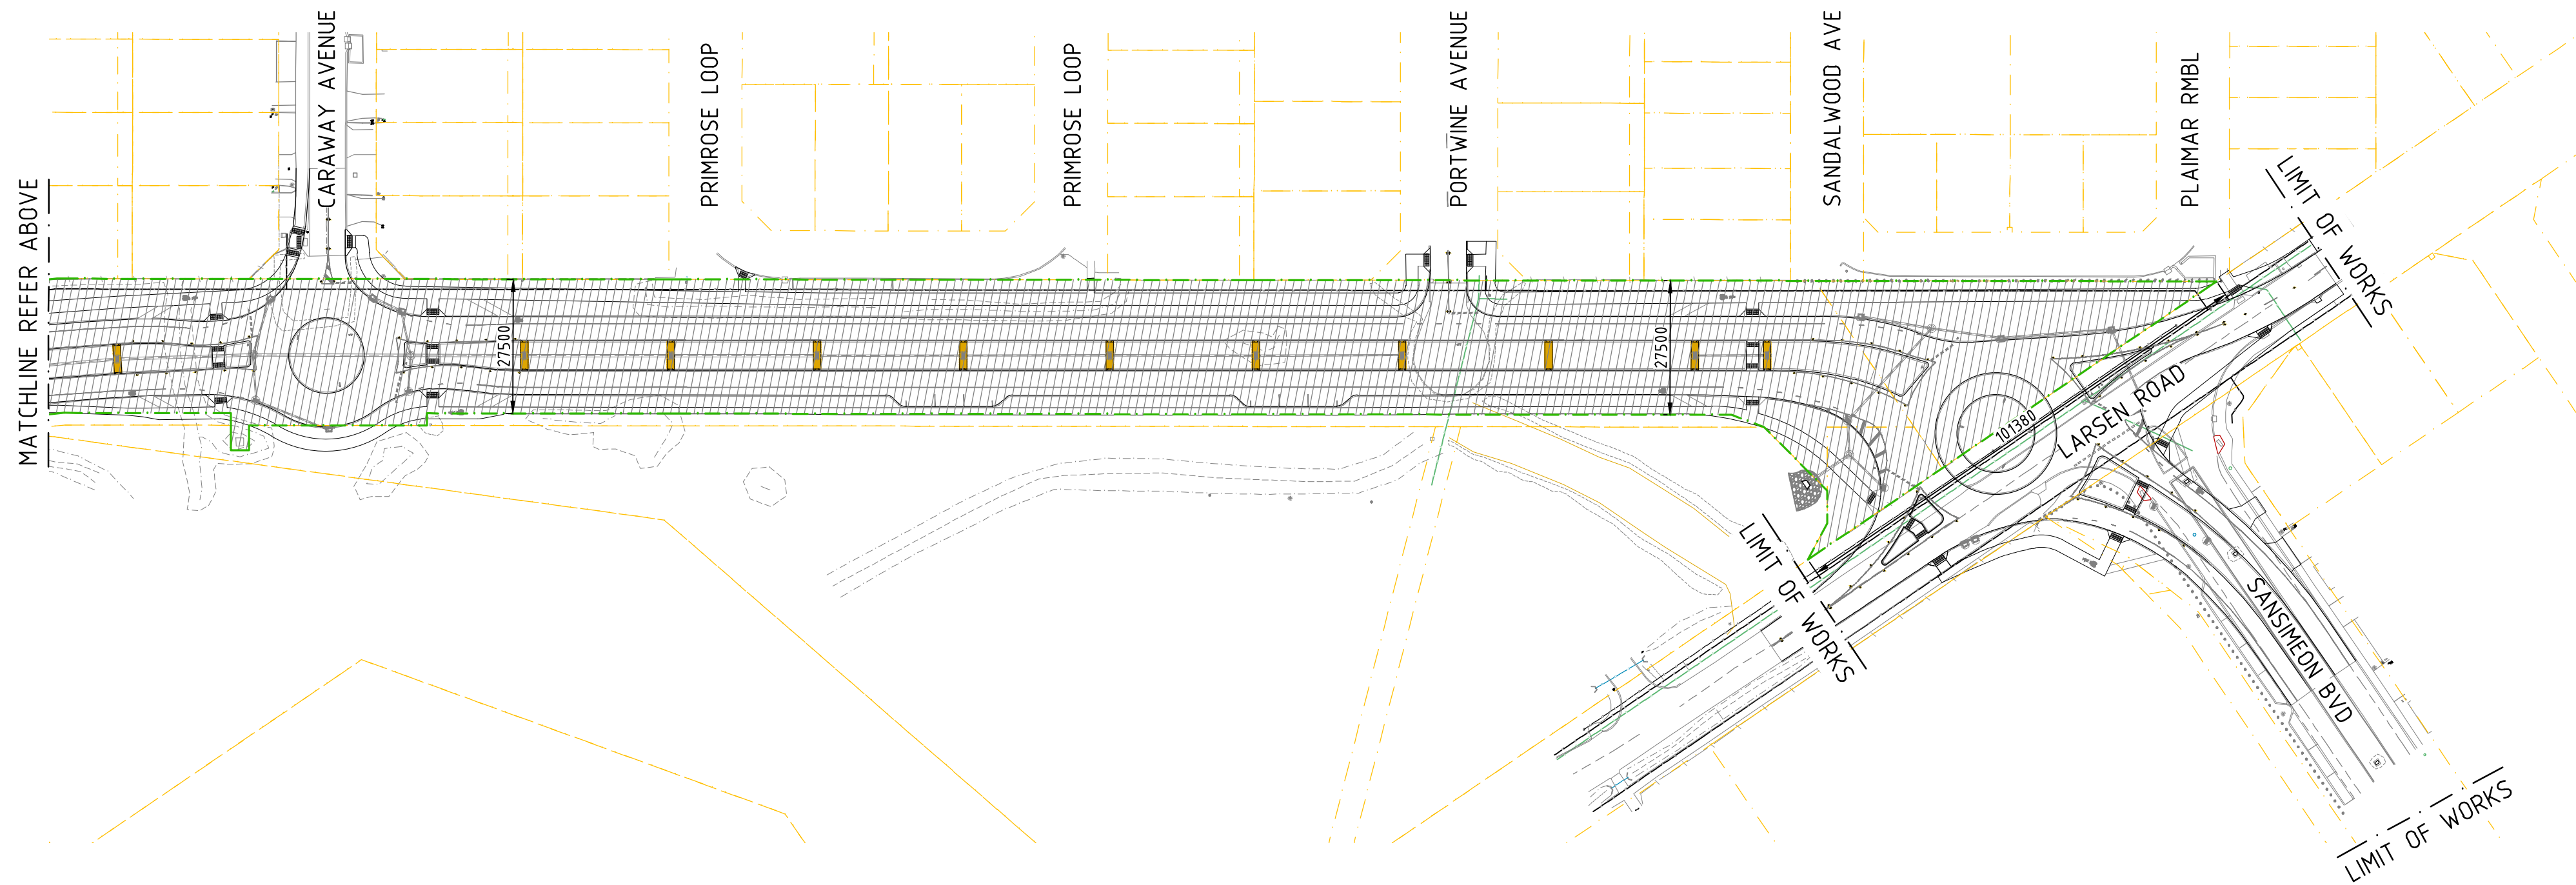 MATCHLINE REFER ABOVE
CARAWAY AVENUE
PRIMROSE LOOP
PRIMROSE LOOP
PORTWINE AVENUE
SANDALWOOD AVE
PLAIMAR RMBL
LIMIT OF WORKS
27500
27500
101380
LARSEN ROAD
LIMIT OF WORKS
SANSIMEON BVD
LIMIT OF WORKS